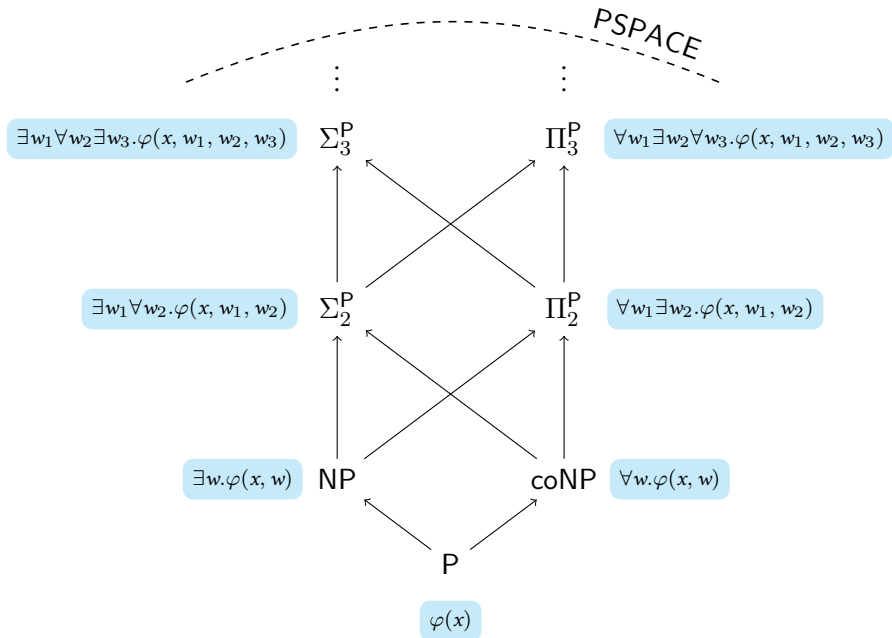 PSPACE
⋮ ⋮
∃w₁∀w₂∃w₃.φ(x, w₁, w₂, w₃) Σ₃ᴾ Π₃ᴾ ∀w₁∃w₂∀w₃.φ(x, w₁, w₂, w₃)
∃w₁∀w₂.φ(x, w₁, w₂) Σ₂ᴾ Π₂ᴾ ∀w₁∃w₂.φ(x, w₁, w₂)
∃w.φ(x, w) NP coNP ∀w.φ(x, w)
P
φ(x)